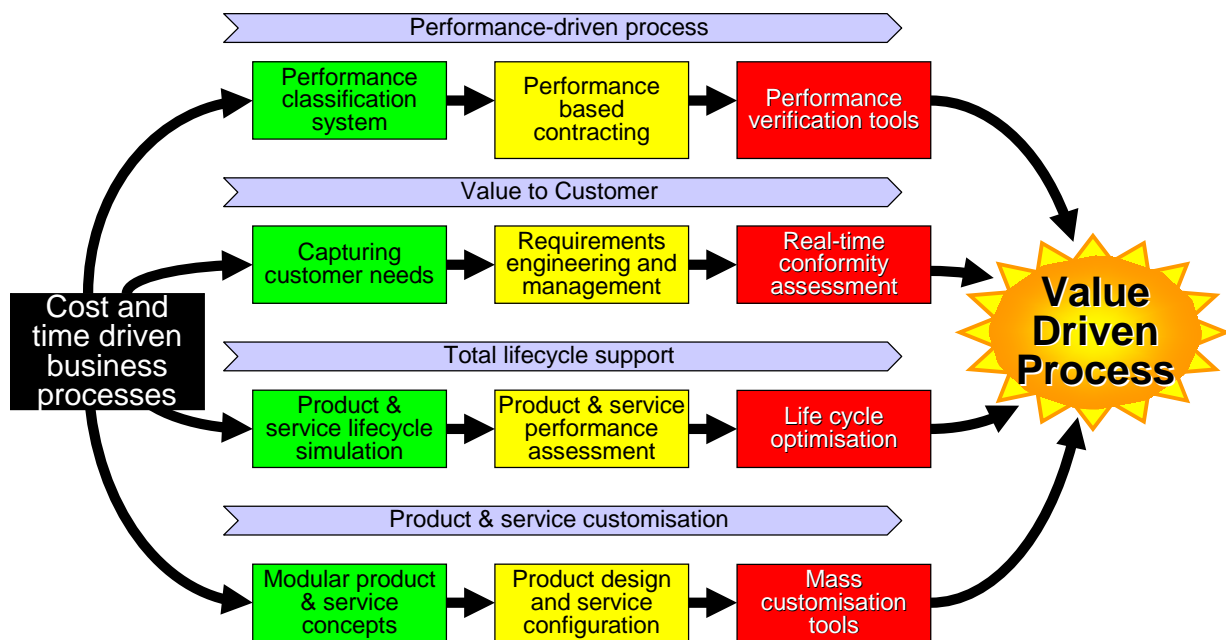 Performance-driven process
Performance
classification
system
Performance
based
contracting
Performance
verification tools
Value to Customer
Capturing
customer needs
Requirements
engineering and
management
Real-time
conformity
assessment
Cost and
time driven
business
processes
Value
Driven
Process
Total lifecycle support
Product &
service lifecycle
simulation
Product & service
performance
assessment
Life cycle
optimisation
Product & service customisation
Modular product
& service
concepts
Product design
and service
configuration
Mass
customisation
tools